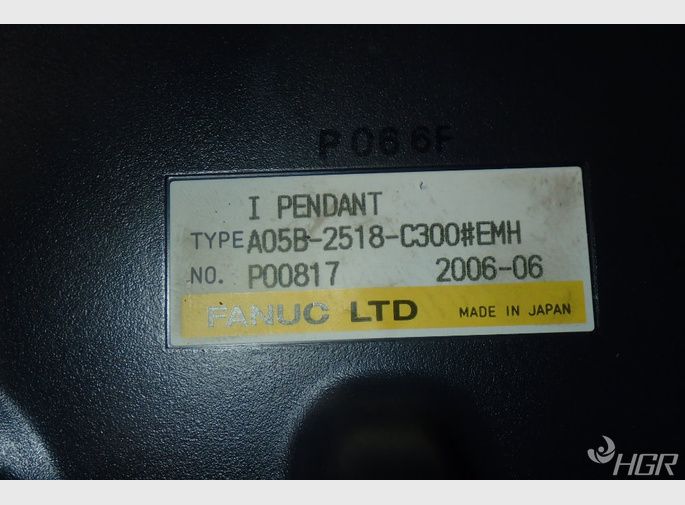 P 06 6F
I PENDANT
TYPE A05B-2518-C300#EMH
NO. P00817 2006-06
FANUC LTD MADE IN JAPAN
HGR